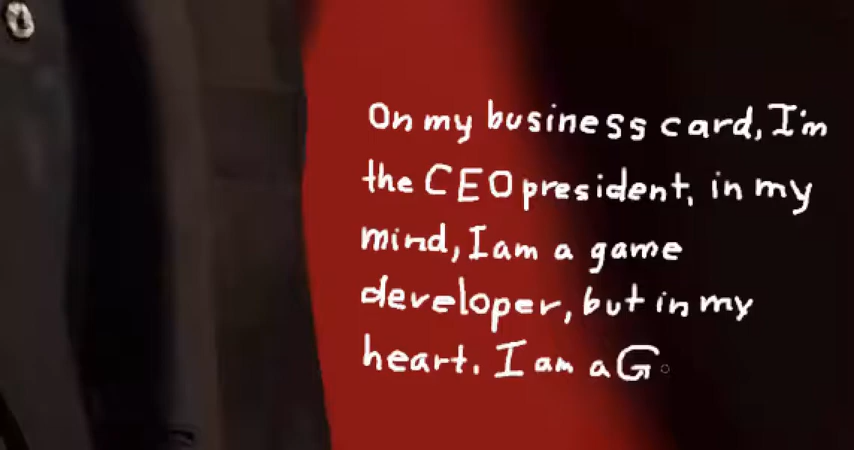 On my business card, I'm
the CEO president, in my
mind, I am a game
developer, but in my
heart. I am a G